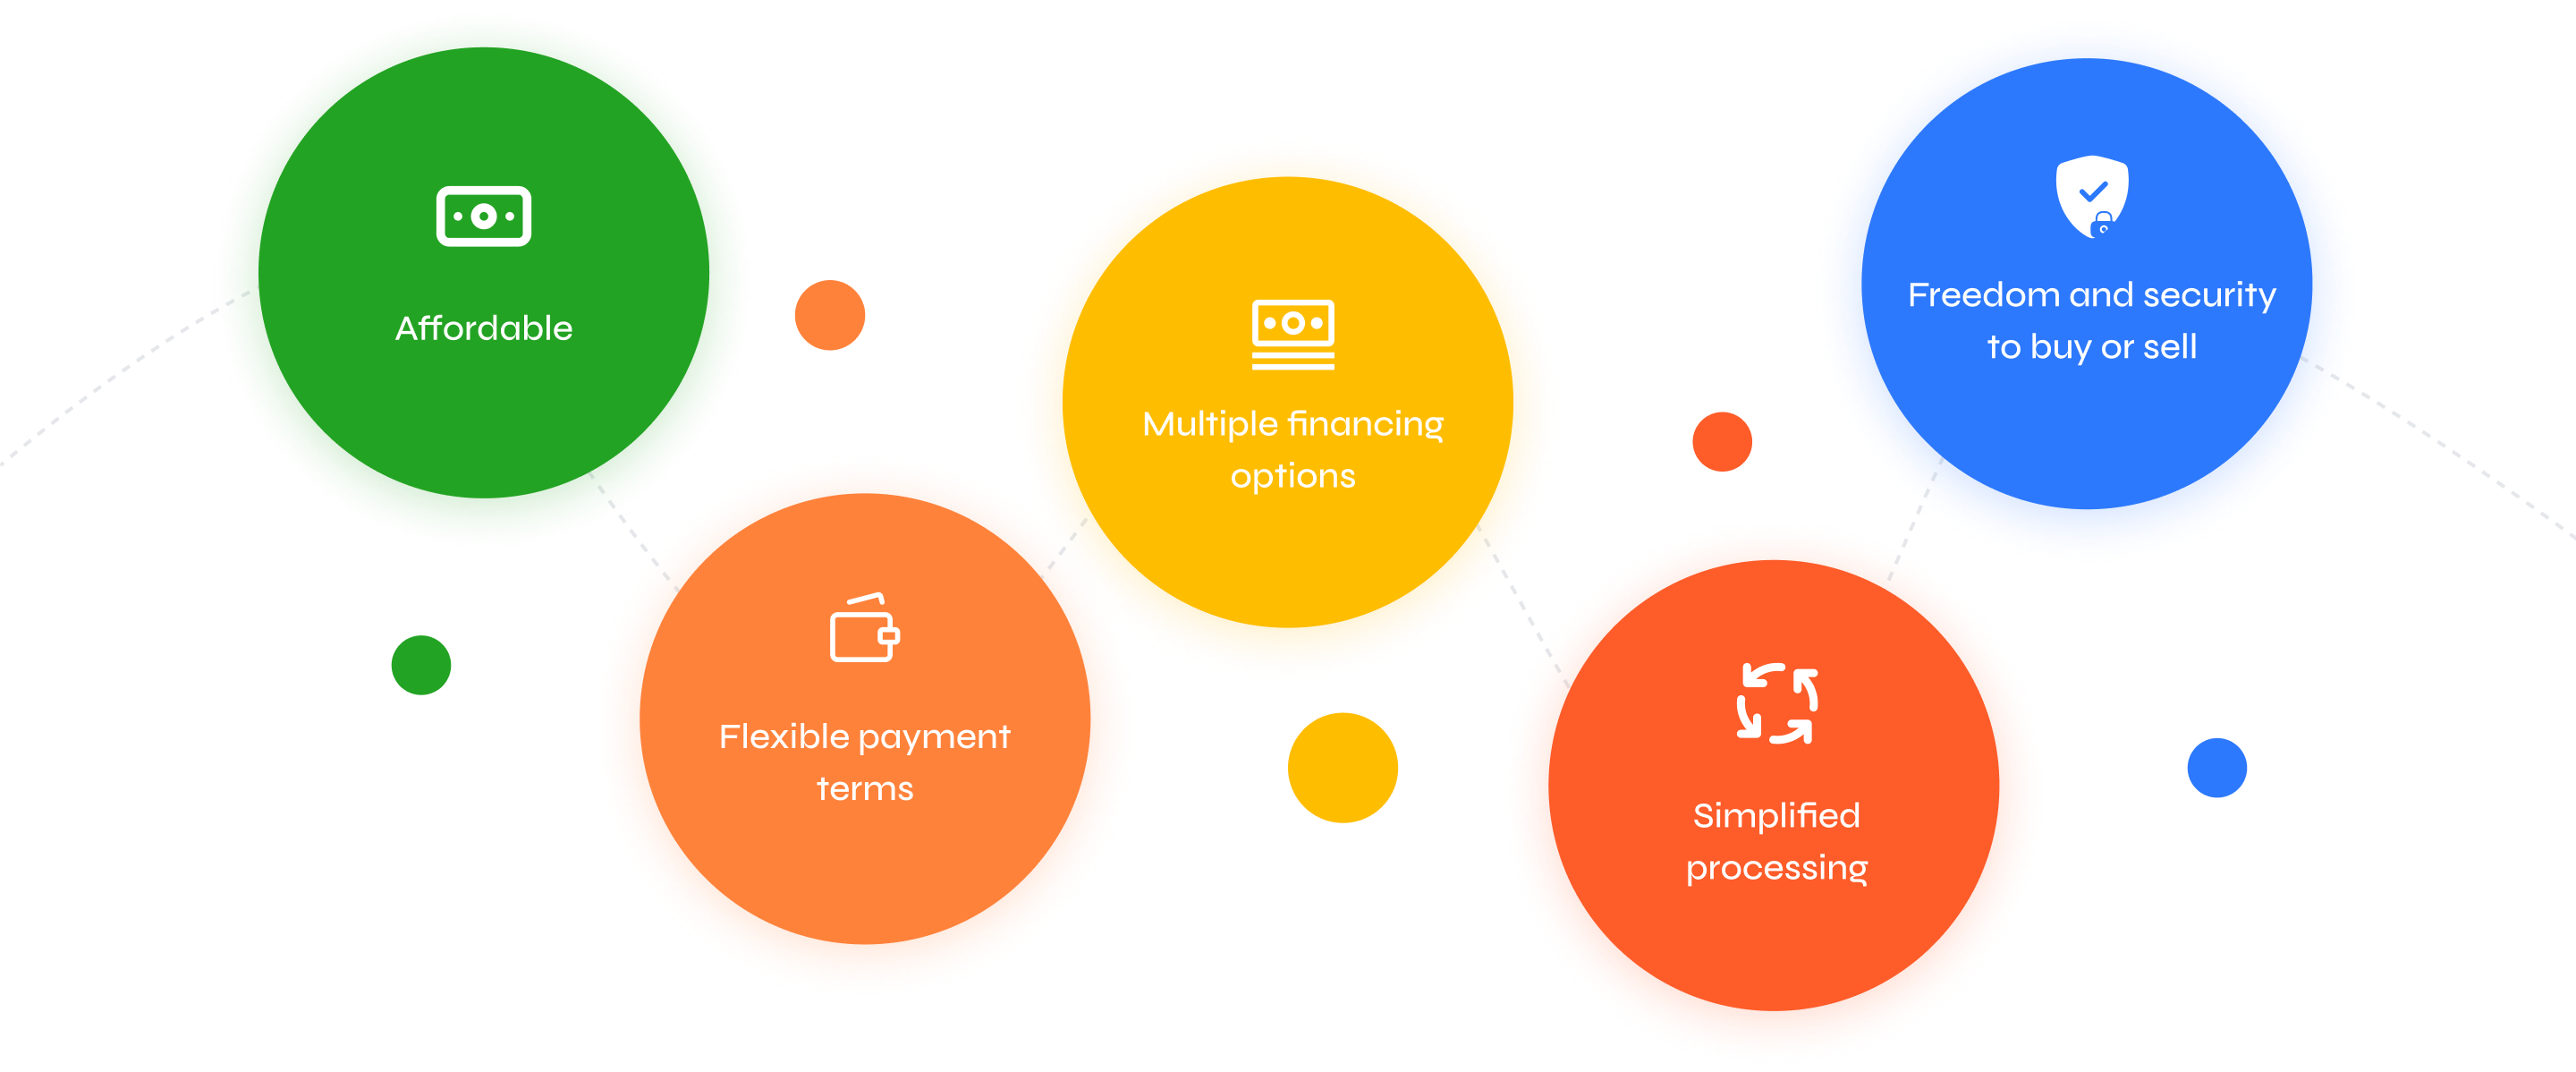 Affordable
Flexible payment
terms
Multiple financing
options
Simplified
processing
Freedom and security
to buy or sell